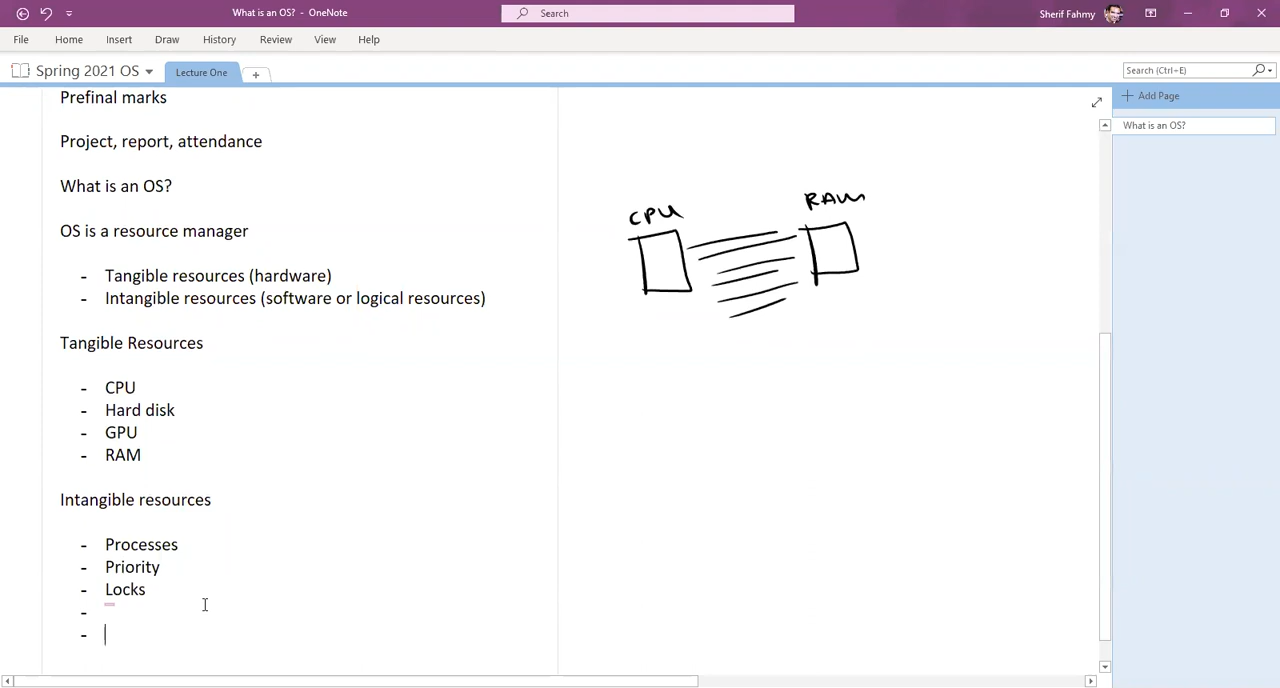 What is an OS? - OneNote
Search
Sherif Fahmy
File Home Insert Draw History Review View Help
Spring 2021 OS
Lecture One
+
Search (Ctrl+E)
+ Add Page
What is an OS?
Prefinal marks
Project, report, attendance
What is an OS?
OS is a resource manager
- Tangible resources (hardware)
- Intangible resources (software or logical resources)
Tangible Resources
- CPU
- Hard disk
- GPU
- RAM
Intangible resources
- Processes
- Priority
- Locks
-
-
CPU
RAM